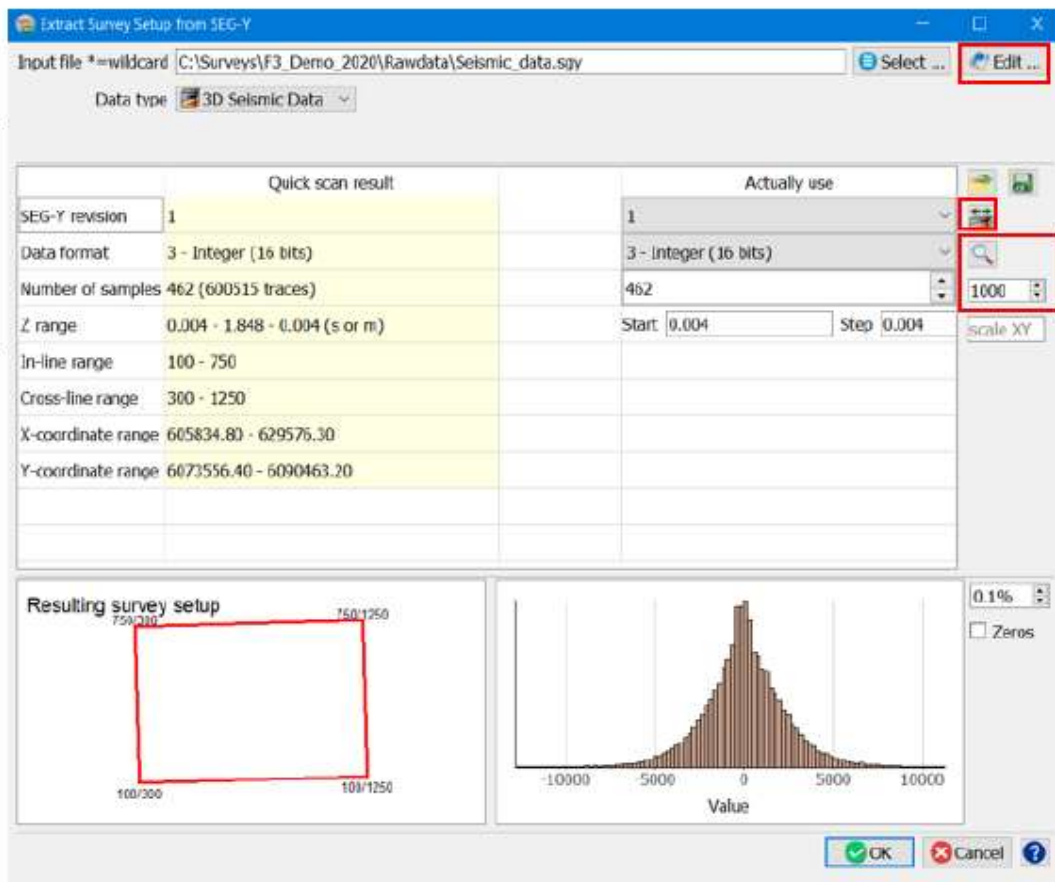 Extract Survey Setup from SEG-Y
Input file *=wildcard C:\Surveys\F3_Demo_2020\Rawdata\Seismic_data.sgy Select ... Edit ...
Data type 3D Seismic Data
Quick scan result Actually use
SEG-Y revision 1 1
Data format 3 - Integer (16 bits) 3 - Integer (16 bits)
Number of samples 462 (600515 traces) 462 1000
Z range 0.004 - 1.848 - 0.004 (s or m) Start 0.004 Step 0.004 scale XY
In-line range 100 - 750
Cross-line range 300 - 1250
X-coordinate range 605834.80 - 629576.30
Y-coordinate range 6073556.40 - 6090463.20
Resulting survey setup 0.1%
750/300 750/1250
Zeros
100/300 100/1250
-10000 -5000 0 5000 10000
Value
OK Cancel ?